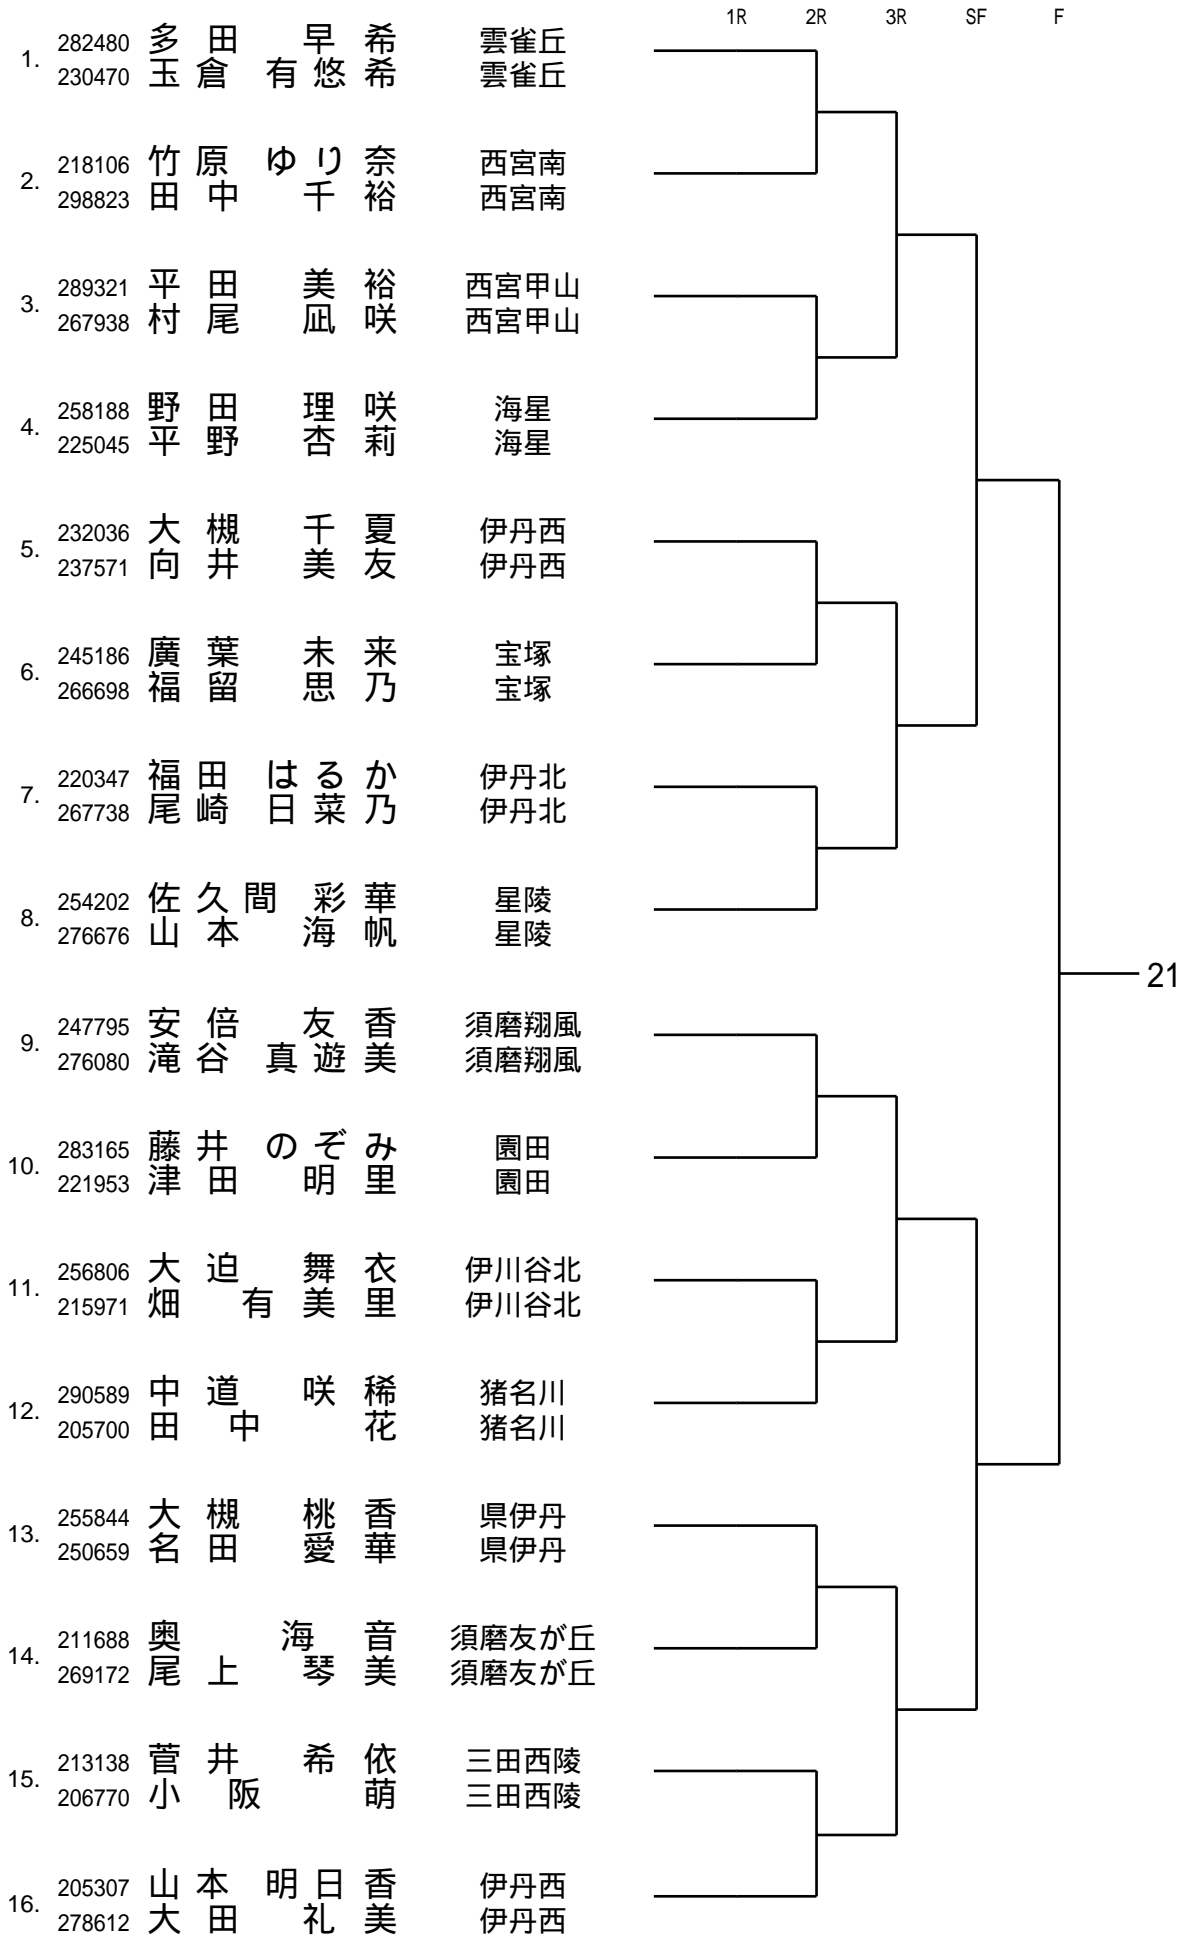 1R 2R 3R SF F
1. 282480 多田 早希 雲雀丘
230470 玉倉 有悠希 雲雀丘
2. 218106 竹原 ゆり奈 西宮南
298823 田中 千裕 西宮南
3. 289321 平田 美裕 西宮甲山
267938 村尾 凪咲 西宮甲山
4. 258188 野田 理咲 海星
225045 平野 杏莉 海星
5. 232036 大槻 千夏 伊丹西
237571 向井 美友 伊丹西
6. 245186 廣葉 未来 宝塚
266698 福留 思乃 宝塚
7. 220347 福田 はるか 伊丹北
267738 尾崎 日菜乃 伊丹北
8. 254202 佐久間 彩華 星陵
276676 山本 海帆 星陵
21
9. 247795 安倍 友香 須磨翔風
276080 滝谷 真遊美 須磨翔風
10. 283165 藤井 のぞみ 園田
221953 津田 明里 園田
11. 256806 大迫 舞衣 伊川谷北
215971 畑 有美里 伊川谷北
12. 290589 中道 咲稀 猪名川
205700 田中 花 猪名川
13. 255844 大槻 桃香 県伊丹
250659 名田 愛華 県伊丹
14. 211688 奥 海音 須磨友が丘
269172 尾上 琴美 須磨友が丘
15. 213138 菅井 希依 三田西陵
206770 小阪 萌 三田西陵
16. 205307 山本 明日香 伊丹西
278612 大田 礼美 伊丹西